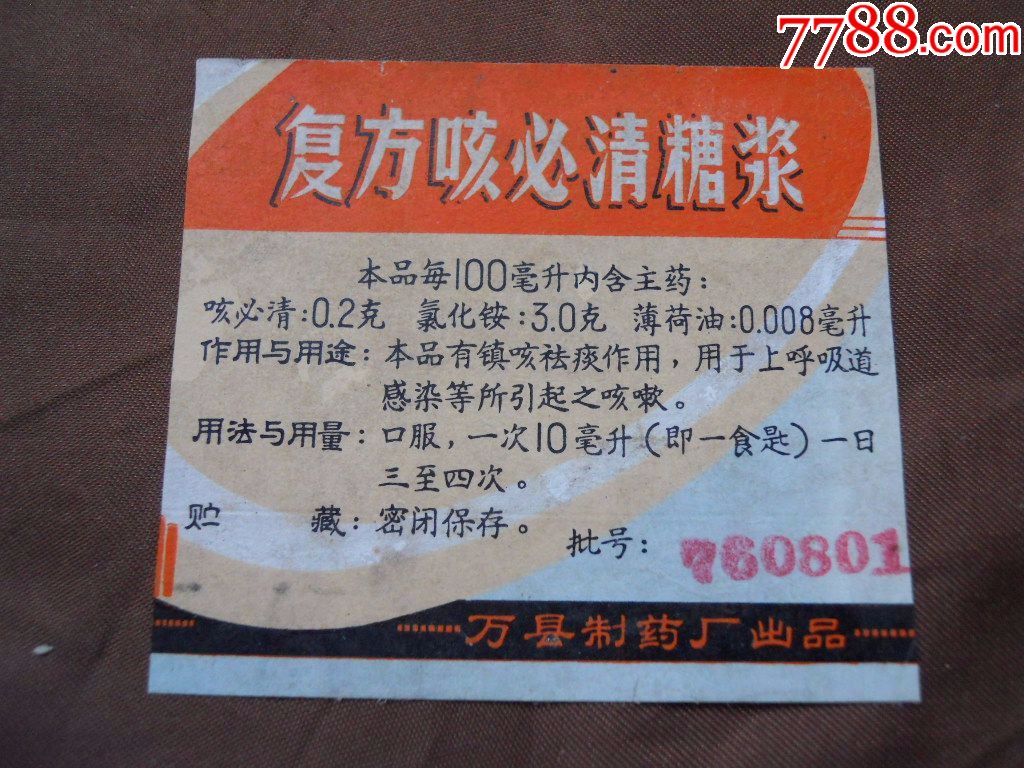 7788.com
复方咳必清糖浆
本品每100毫升内含主药：
咳必清：0.2克 氯化铵：3.0克 薄荷油：0.008毫升
作用与用途：本品有镇咳祛痰作用，用于上呼吸道
感染等所引起之咳嗽。
用法与用量：口服，一次10毫升（即一食匙）一日
三至四次。
贮 藏：密闭保存。
批号：760801
万县制药厂出品